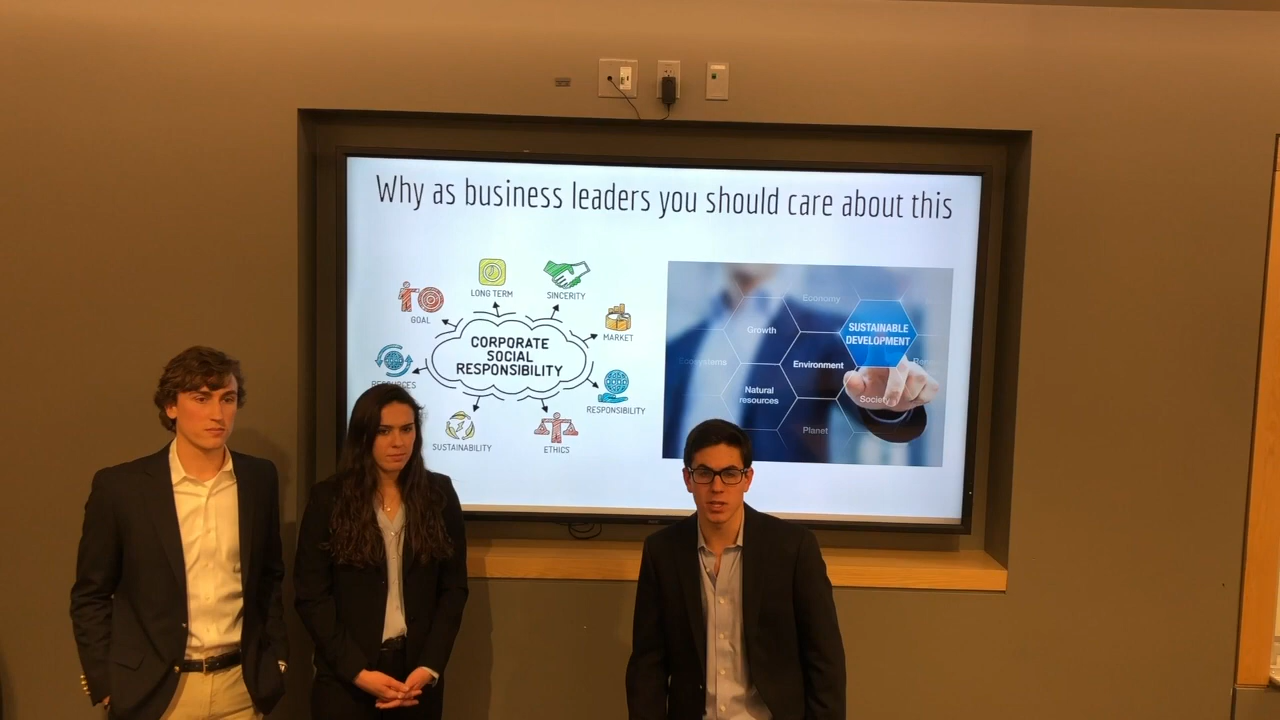 Why as business leaders you should care about this
LONG TERM
SINCERITY
GOAL
MARKET
CORPORATE
SOCIAL
RESPONSIBILITY
RESOURCES
RESPONSIBILITY
SUSTAINABILITY
ETHICS
Economy
Growth
SUSTAINABLE
DEVELOPMENT
Ecosystems
Environment
Natural
resources
Society
Planet